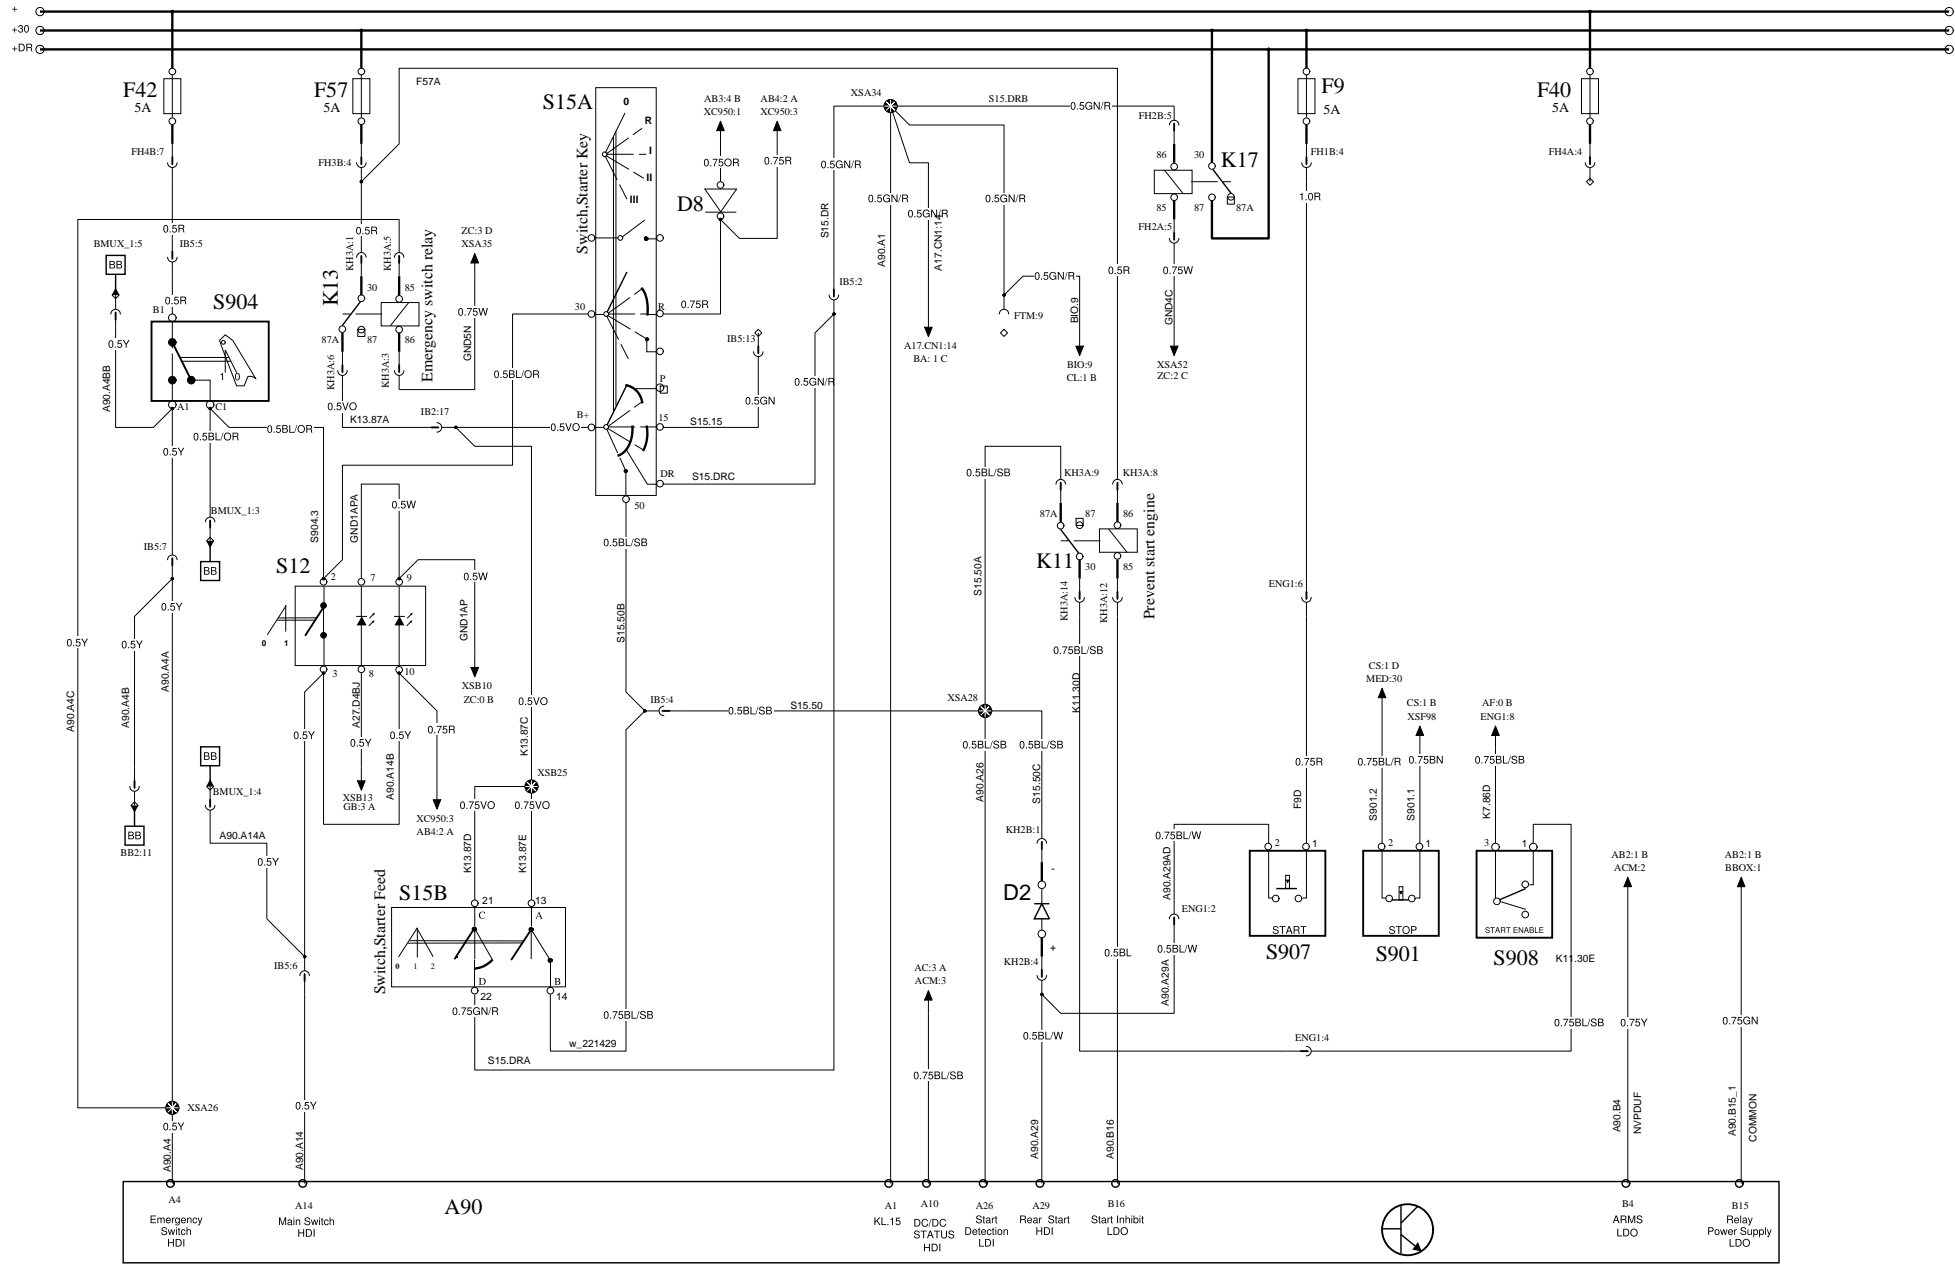 +
+30
+DR
F42
5A
F57
5A
F57A
S15A
AB3:4 B
XC950:1
AB4:2 A
XC950:3
XSA34
S15.DRB
0.5GN/R
F9
5A
F40
5A
FH4B:7
FH3B:4
0
R
I
II
III
Switch,Starter Key
0.75OR
0.75R
0.5GN/R
FH2B:5
86
30
K17
FH1B:4
FH4A:4
D8
S15.DR
0.5GN/R
0.5GN/R
A17.CN1:14
0.5GN/R
85
87
87A
FH2A:5
1.0R
0.5R
BMUX_1:5
IB5:5
BB
0.5R
KH3A:1
KH3A:5
ZC:3 D
XSA35
A90.A1
IB5:2
0.5GN/R
0.5R
0.75W
0.5R
S904
B1
K13
30
85
Emergency switch relay
0.75W
GND5N
30
R
0.75R
BIO.9
FTM:9
GND4C
0.5Y
A90.A4BB
1
0
87A
87
86
KH3A:6
KH3A:3
IB5:13
A17.CN1:14
BA: 1 C
BIO:9
CL:1 B
XSA52
ZC:2 C
0.5BL/OR
P
0.5GN/R
A1
C1
0.5VO
K13.87A
IB2:17
0.5VO
B+
15
S15.15
0.5GN
0.5BL/OR
0.5BL/OR
0.5Y
DR
S15.DRC
0.5BL/SB
KH3A:9
KH3A:8
BMUX_1:3
S904.3
GND1APA
0.5W
50
87A
87
86
Prevent start engine
0.5BL/SB
IB5:7
BB
S12
2
7
9
0.5W
GND1AP
S15.50A
K11
30
85
0.5Y
KH3A:14
KH3A:12
ENG1:6
0.5Y
0.5Y
A90.A4C
A90.A4B
A90.A4A
0
1
3
8
10
S15.50B
0.75BL/SB
K11.30D
XSB10
ZC:0 B
0.5VO
K13.87C
IB5:4
0.5BL/SB
S15.50
XSA28
CS:1 D
MED:30
CS:1 B
XSF98
AF:0 B
ENG1:8
A27.D4BJ
0.5Y
0.5Y
0.5Y
0.75R
A90.A14B
0.5BL/SB
0.5BL/SB
BB
BMUX_1:4
XSB13
GB:3 A
XC950:3
AB4:2 A
XSB25
0.75VO
0.75VO
A90.A26
S15.50C
0.75R
F9D
0.75BL/R
0.75BN
0.75BL/SB
S901.2
S901.1
K7.86D
BB
BB2:11
A90.A14A
0.5Y
K13.87D
K13.87E
KH2B:1
-
0.75BL/W
A90.A29AD
2
1
2
1
3
1
AB2:1 B
ACM:2
AB2:1 B
BBOX:1
Switch,Starter Feed
S15B
21
13
C
A
0
1
2
D
B
22
14
D2
+
KH2B:4
ENG1:2
START
S907
STOP
S901
START ENABLE
S908
0.5BL
0.5BL/W
A90.A29A
K11.30E
IB5:6
AC:3 A
ACM:3
0.75GN/R
0.75BL/SB
w_221429
S15.DRA
0.5BL/W
ENG1:4
0.75BL/SB
0.75Y
0.75GN
0.75BL/SB
XSA26
0.5Y
0.5Y
A90.A4
A90.A14
A90.A29
A90.B16
A90.B4
NVPDUF
A90.B15_1
COMMON
A90
A4
Emergency
Switch
HDI
A14
Main Switch
HDI
A1
KL.15
A10
DC/DC
STATUS
HDI
A26
Start
Detection
LDI
A29
Rear Start
HDI
B16
Start Inhibit
LDO
B4
ARMS
LDO
B15
Relay
Power Supply
LDO